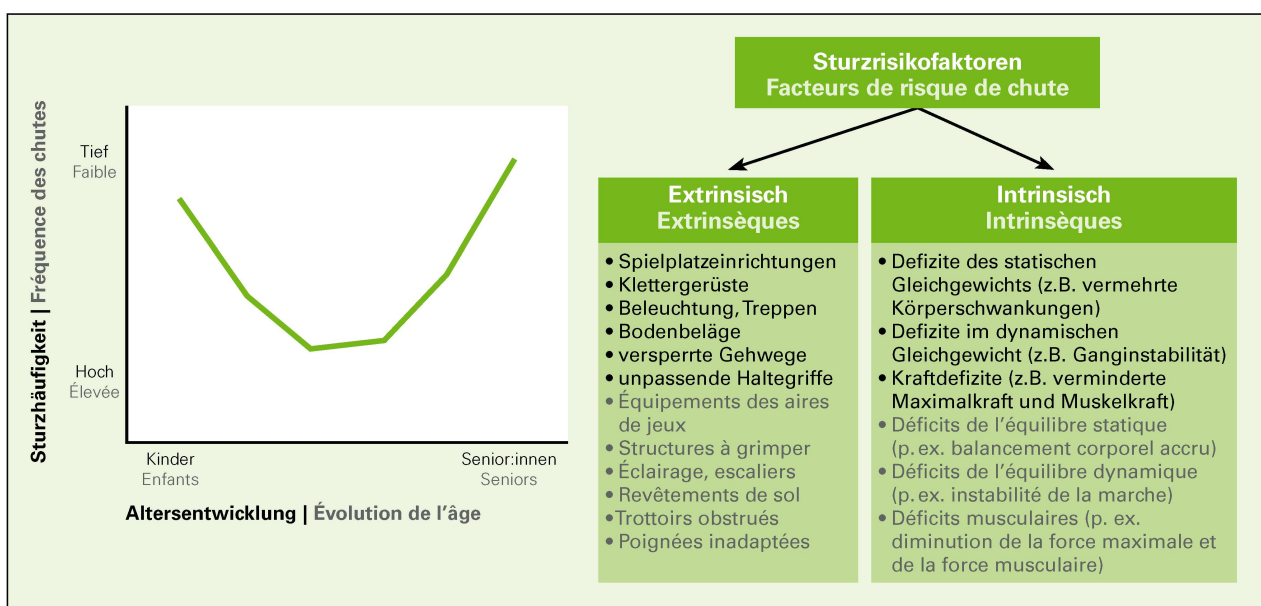 Sturzhäufigkeit | Fréquence des chutes
Tief
Faible
Hoch
Élevée
Kinder
Enfants
Senior:innen
Seniors
Altersentwicklung | Évolution de l’âge
Sturzrisikofaktoren
Facteurs de risque de chute
Extrinsisch
Extrinsèques
• Spielplatzeinrichtungen
• Klettergerüste
• Beleuchtung, Treppen
• Bodenbeläge
• versperrte Gehwege
• unpassende Haltegriffe
• Équipements des aires
de jeux
• Structures à grimper
• Éclairage, escaliers
• Revêtements de sol
• Trottoirs obstrués
• Poignées inadaptées
Intrinsisch
Intrinsèques
• Defizite des statischen
Gleichgewichts (z.B. vermehrte
Körperschwankungen)
• Defizite im dynamischen
Gleichgewicht (z.B. Ganginstabilität)
• Kraftdefizite (z.B. verminderte
Maximalkraft und Muskelkraft)
• Déficits de l’équilibre statique
(p. ex. balancement corporel accru)
• Déficits de l’équilibre dynamique
(p. ex. instabilité de la marche)
• Déficits musculaires (p. ex.
diminution de la force maximale et
de la force musculaire)